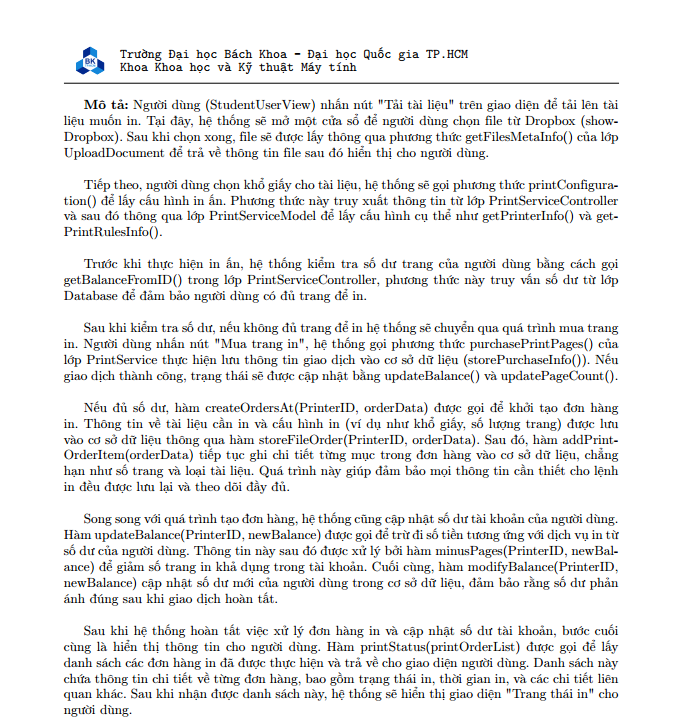 BK
Trường Đại học Bách Khoa - Đại học Quốc gia TP.HCM
Khoa Khoa học và Kỹ thuật Máy tính
Mô tả: Người dùng (StudentUserView) nhấn nút "Tải tài liệu" trên giao diện để tải lên tài
liệu muốn in. Tại đây, hệ thống sẽ mở một cửa sổ để người dùng chọn file từ Dropbox (show-
Dropbox). Sau khi chọn xong, file sẽ được lấy thông qua phương thức getFilesMetaInfo() của lớp
UploadDocument để trả về thông tin file sau đó hiển thị cho người dùng.
Tiếp theo, người dùng chọn khổ giấy cho tài liệu, hệ thống sẽ gọi phương thức printConfigura-
tion() để lấy cấu hình in ấn. Phương thức này truy xuất thông tin từ lớp PrintServiceController
và sau đó thông qua lớp PrintServiceModel để lấy cấu hình cụ thể như getPrinterInfo() và get-
PrintRulesInfo().
Trước khi thực hiện in ấn, hệ thống kiểm tra số dư trang của người dùng bằng cách gọi
getBalanceFromID() trong lớp PrintServiceController, phương thức này truy vấn số dư từ lớp
Database để đảm bảo người dùng có đủ trang để in.
Sau khi kiểm tra số dư, nếu không đủ trang để in hệ thống sẽ chuyển qua quá trình mua trang
in. Người dùng nhấn nút "Mua trang in", hệ thống gọi phương thức purchasePrintPages() của
lớp PrintService thực hiện lưu thông tin giao dịch vào cơ sở dữ liệu (storePurchaseInfo()). Nếu
giao dịch thành công, trạng thái sẽ được cập nhật bằng updateBalance() và updatePageCount().
Nếu đủ số dư, hàm createOrdersAt(PrinterID, orderData) được gọi để khởi tạo đơn hàng
in. Thông tin về tài liệu cần in và cấu hình in (ví dụ như khổ giấy, số lượng trang) được lưu
vào cơ sở dữ liệu thông qua hàm storeFileOrder(PrinterID, orderData). Sau đó, hàm addPrint-
OrderItem(orderData) tiếp tục ghi chi tiết từng mục trong đơn hàng vào cơ sở dữ liệu, chẳng
hạn như số trang và loại tài liệu. Quá trình này giúp đảm bảo mọi thông tin cần thiết cho lệnh
in đều được lưu lại và theo dõi đầy đủ.
Song song với quá trình tạo đơn hàng, hệ thống cũng cập nhật số dư tài khoản của người dùng.
Hàm updateBalance(PrinterID, newBalance) được gọi để trừ đi số tiền tương ứng với dịch vụ in từ
số dư của người dùng. Thông tin này sau đó được xử lý bởi hàm minusPages(PrinterID, newBal-
ance) để giảm số trang in khả dụng trong tài khoản. Cuối cùng, hàm modifyBalance(PrinterID,
newBalance) cập nhật số dư mới của người dùng trong cơ sở dữ liệu, đảm bảo rằng số dư phản
ánh đúng sau khi giao dịch hoàn tất.
Sau khi hệ thống hoàn tất việc xử lý đơn hàng in và cập nhật số dư tài khoản, bước cuối
cùng là hiển thị thông tin cho người dùng. Hàm printStatus(printOrderList) được gọi để lấy
danh sách các đơn hàng in đã được thực hiện và trả về cho giao diện người dùng. Danh sách này
chứa thông tin chi tiết về từng đơn hàng, bao gồm trạng thái in, thời gian in, và các chi tiết liên
quan khác. Sau khi nhận được danh sách này, hệ thống sẽ hiển thị giao diện "Trang thái in" cho
người dùng.